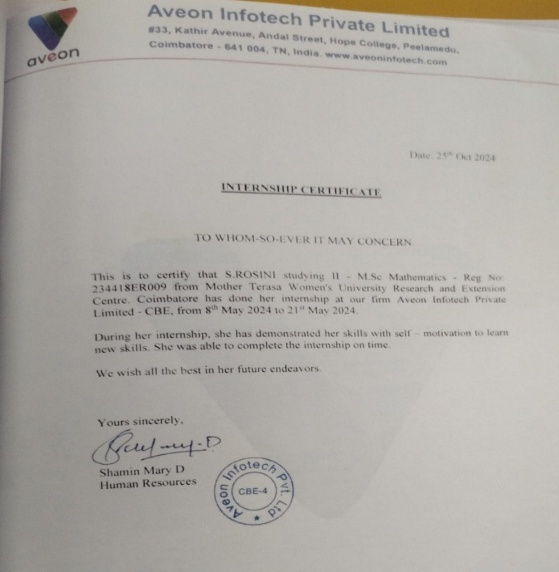 aveon
Aveon Infotech Private Limited
#33, Kathir Avenue, Andal Street, Hope College, Peelamedu,
Coimbatore - 641 004, TN, India. www.aveoninfotech.com
Date: 25th Oct 2024
INTERNSHIP CERTIFICATE
TO WHOM-SO-EVER IT MAY CONCERN
This is to certify that S.ROSINI studying II - M.Sc Mathematics - Reg No:
234418ER009 from Mother Terasa Women's University Research and Extension
Centre, Coimbatore has done her internship at our firm Aveon Infotech Private
Limited - CBE, from 8th May 2024 to 21st May 2024.
During her internship, she has demonstrated her skills with self – motivation to learn
new skills. She was able to complete the internship on time.
We wish all the best in her future endeavors.
Yours sincerely,
Shamin Mary D
Human Resources
Aveon Infotech Pvt. Ltd
CBE-4